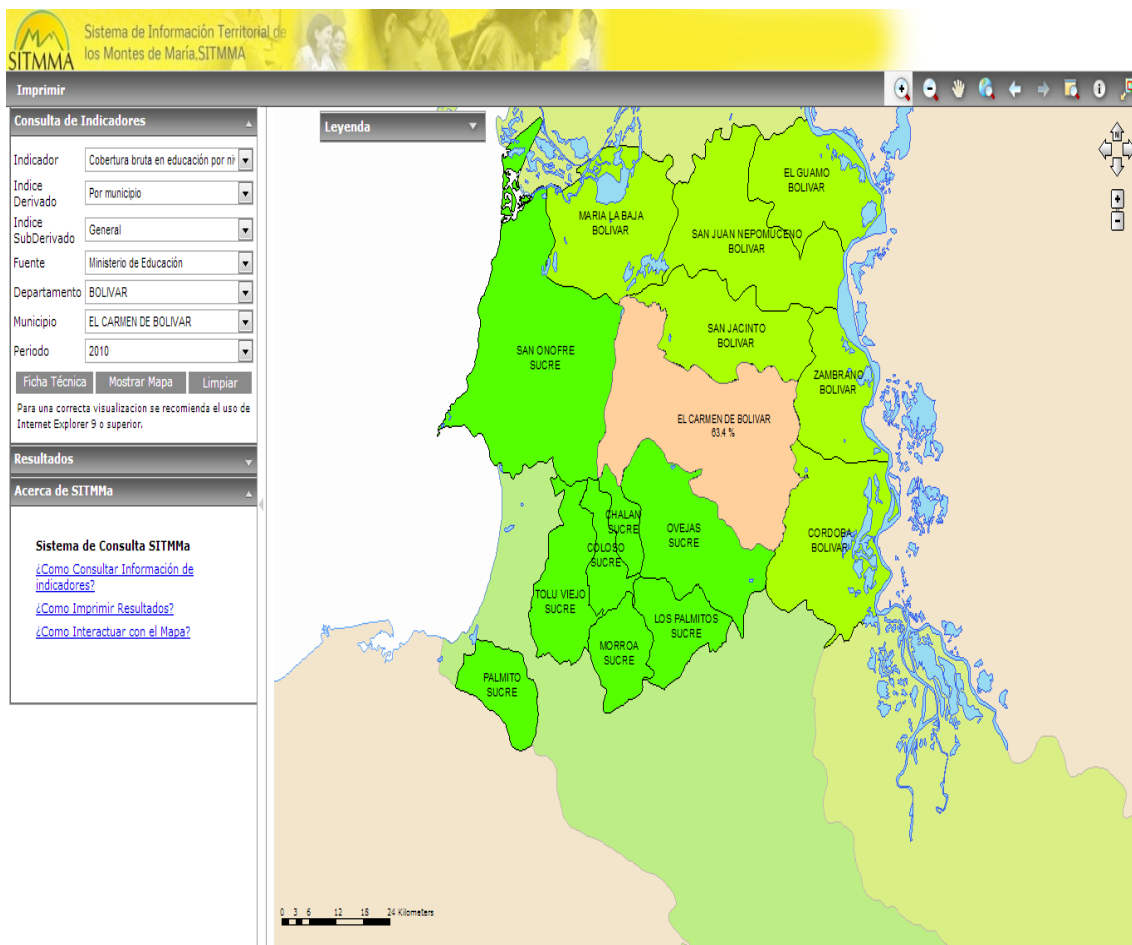 SITMMA
Sistema de Información Territorial de
los Montes de María,SITMMA
Imprimir
Consulta de Indicadores
Indicador
Cobertura bruta en educación por ni
Indice
Derivado
Por municipio
Indice
SubDerivado
General
Fuente
Ministerio de Educación
Departamento
BOLIVAR
Municipio
EL CARMEN DE BOLIVAR
Periodo
2010
Ficha Técnica
Mostrar Mapa
Limpiar
Para una correcta visualizacion se recomienda el uso de
Internet Explorer 9 o superior.
Resultados
Acerca de SITMMa
Sistema de Consulta SITMMa
¿Como Consultar Información de
indicadores?
¿Como Imprimir Resultados?
¿Como Interactuar con el Mapa?
Leyenda
N
EL GUAMO
BOLIVAR
MARIA LA BAJA
BOLIVAR
SAN JUAN NEPOMUCENO
BOLIVAR
SAN JACINTO
BOLIVAR
SAN ONOFRE
SUCRE
ZAMBRANO
BOLIVAR
EL CARMEN DE BOLIVAR
63.4 %
CHALAN
SUCRE
OVEJAS
SUCRE
CORDOBA
BOLIVAR
COLOSO
SUCRE
TOLU VIEJO
SUCRE
LOS PALMITOS
SUCRE
MORROA
SUCRE
PALMITO
SUCRE
0 3 6 12 18 24 Kilometers